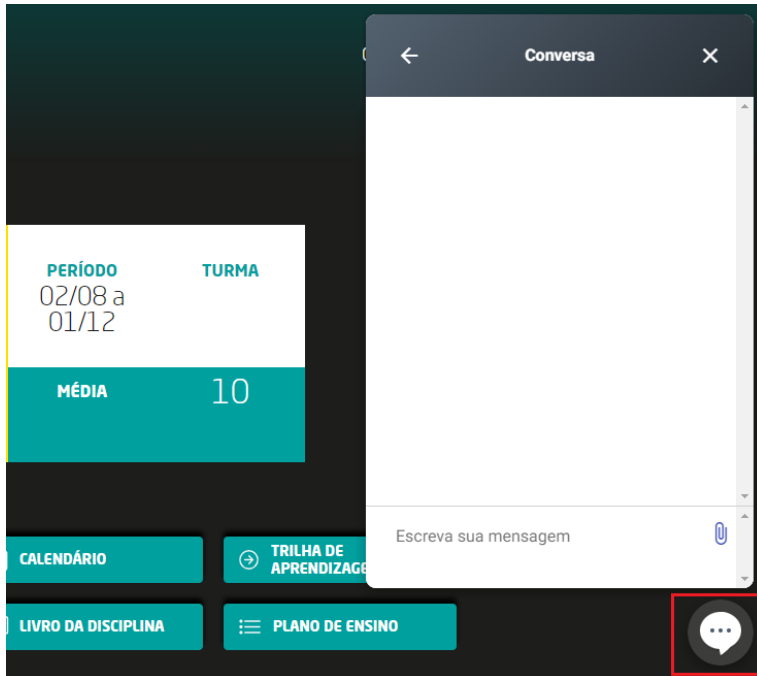 Conversa
PERÍODO
TURMA
02/08 a
01/12
MÉDIA
10
Escreva sua mensagem
CALENDÁRIO
TRILHA DE
LIVRO DA DISCIPLINA
PLANO DE ENSINO